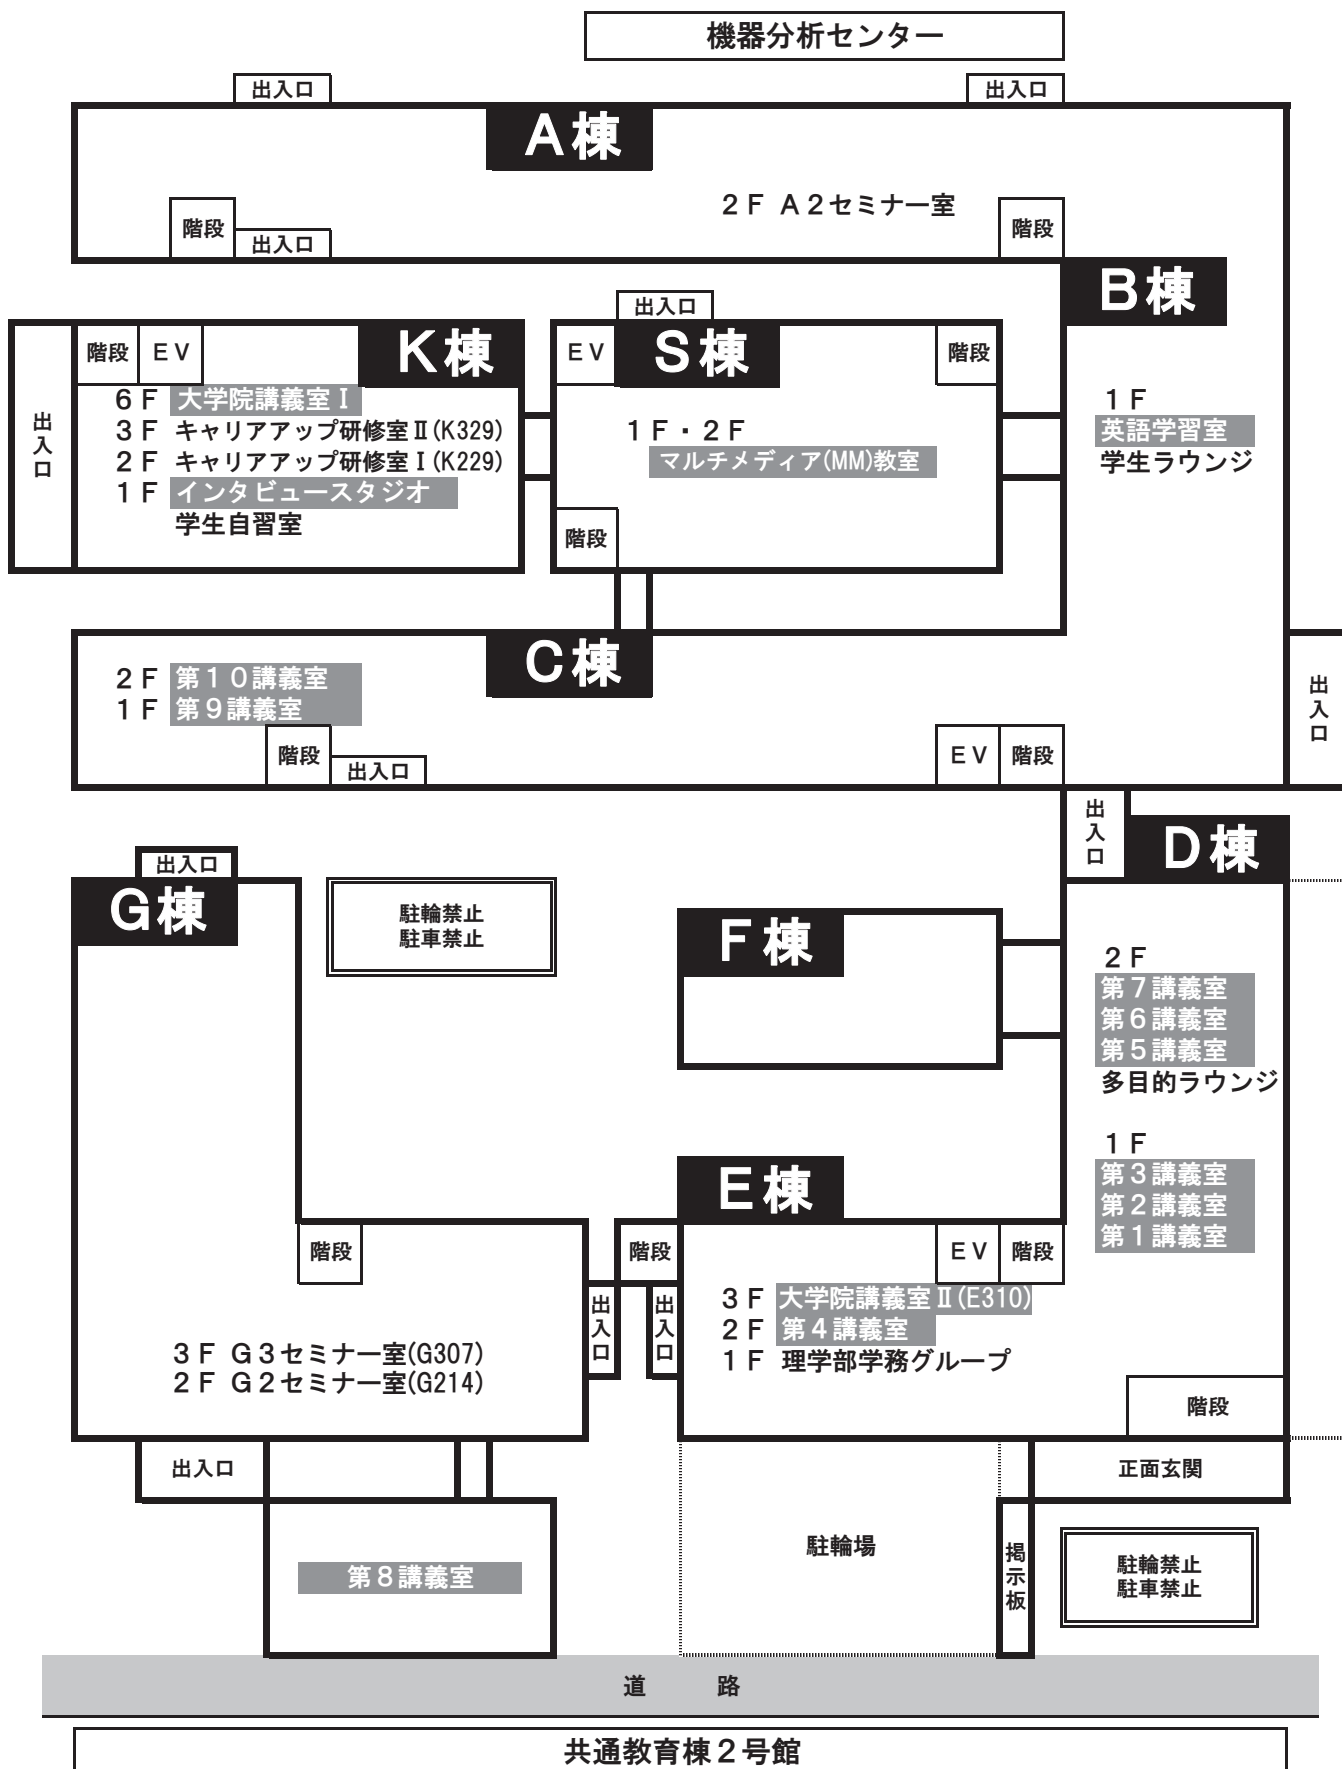 機器分析センター
出入口
出入口
A棟
2F A2セミナー室
階段
出入口
階段
B棟
出入口
階段
EV
K棟
EV
S棟
階段
出入口
6F 大学院講義室Ⅰ
3F キャリアアップ研修室Ⅱ(K329)
2F キャリアアップ研修室Ⅰ(K229)
1F インタビュースタジオ
学生自習室
1F・2F
マルチメディア(MM)教室
階段
1F
英語学習室
学生ラウンジ
C棟
2F 第10講義室
1F 第9講義室
階段
出入口
EV
階段
出入口
出入口
D棟
出入口
G棟
駐輪禁止
駐車禁止
F棟
2F
第7講義室
第6講義室
第5講義室
多目的ラウンジ
1F
第3講義室
第2講義室
第1講義室
E棟
階段
階段
EV
階段
出入口
出入口
3F 大学院講義室Ⅱ(E310)
2F 第4講義室
1F 理学部学務グループ
3F G3セミナー室(G307)
2F G2セミナー室(G214)
階段
出入口
正面玄関
第8講義室
駐輪場
掲示板
駐輪禁止
駐車禁止
道 路
共通教育棟2号館